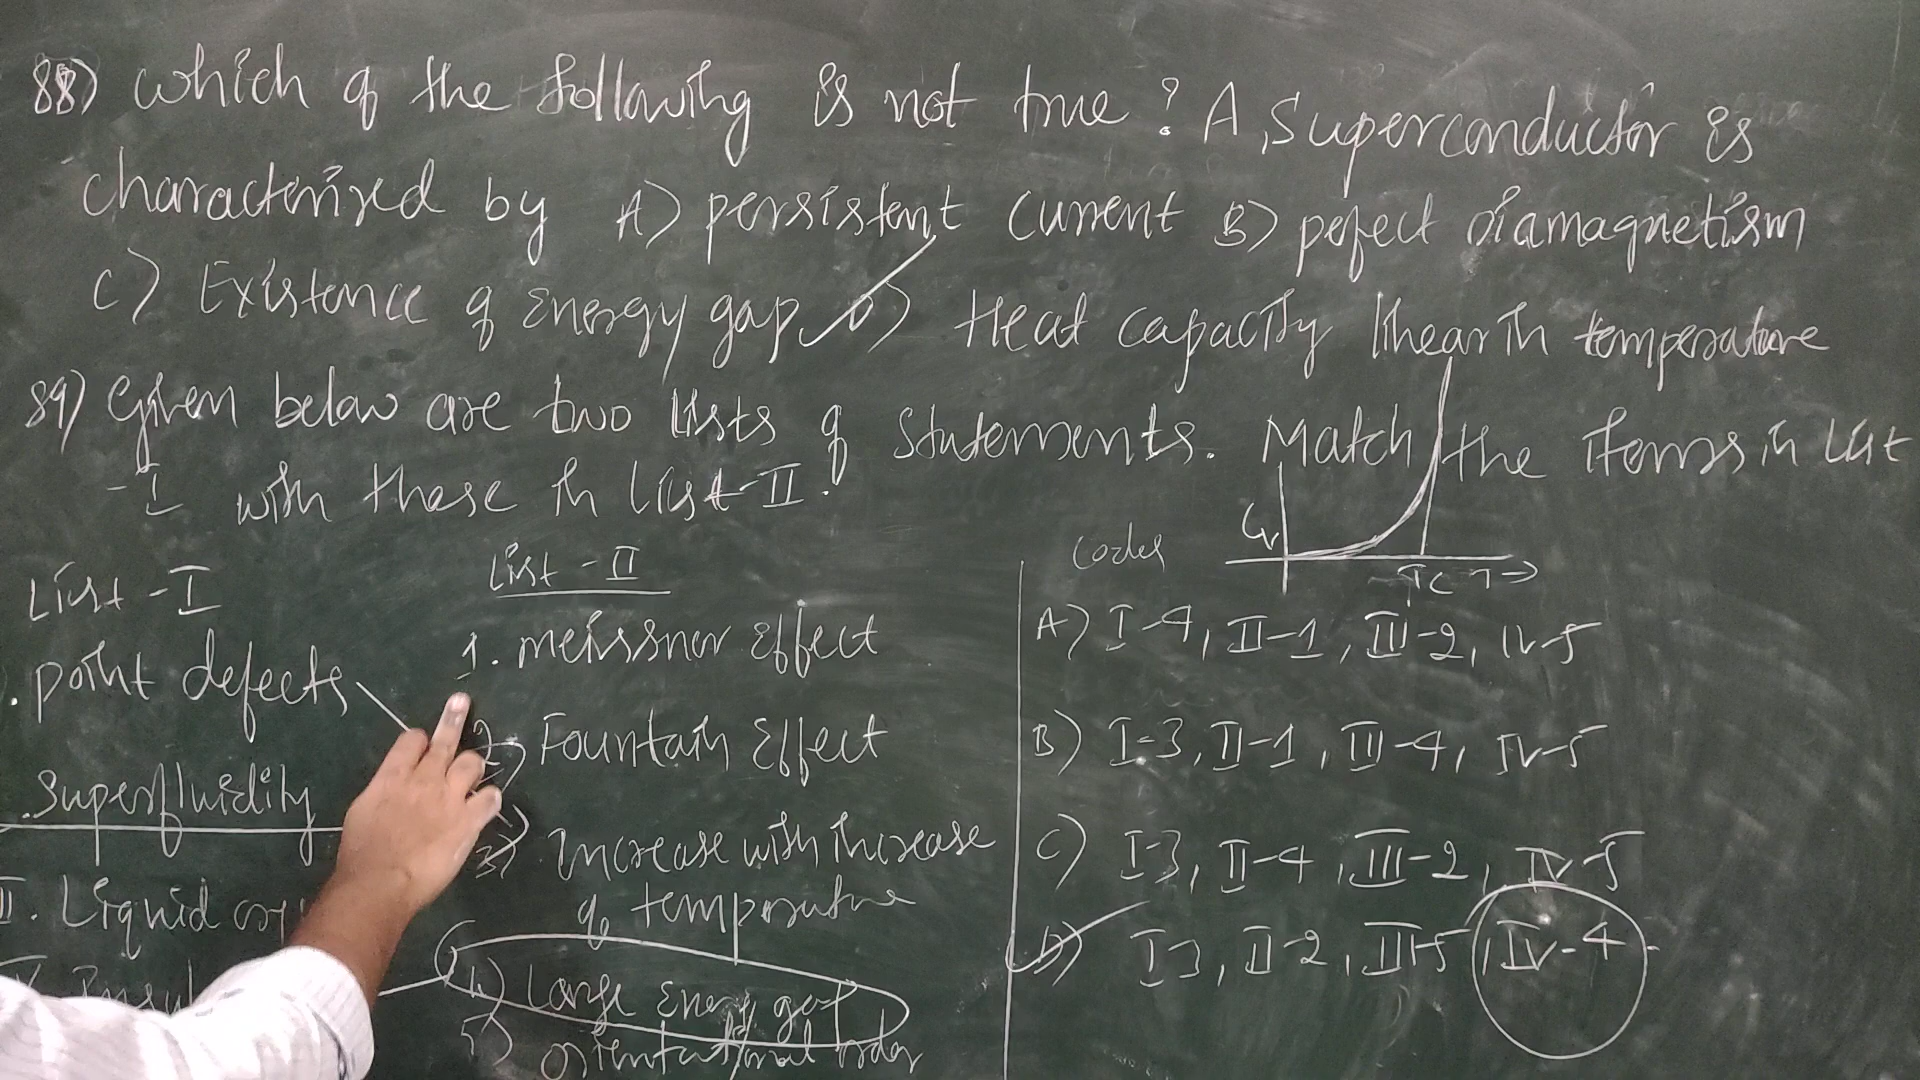 88) which of the following is not true? A Superconductor is
characterized by A) persistent current B) pefect diamagnetism
C) Existence of Energy gap D) Heat capacity linear in temperature
89) Given below are two lists of Statements. Match the items in List
-I with those in List-II.
List-I
point defects
Superfluidity
II. Liquid
List-II
1. meissner Effect
2) Fountain Effect
3) Increase with increase
of temperature
4) Large Energy gap
5) orientational order
Codes
Cv
Tc T→
A) I-4, II-1, III-2, IV-5
B) I-3, II-1, III-4, IV-5
C) I-3, II-4, III-2, IV-5
D) I-3, II-2, III-5, IV-4